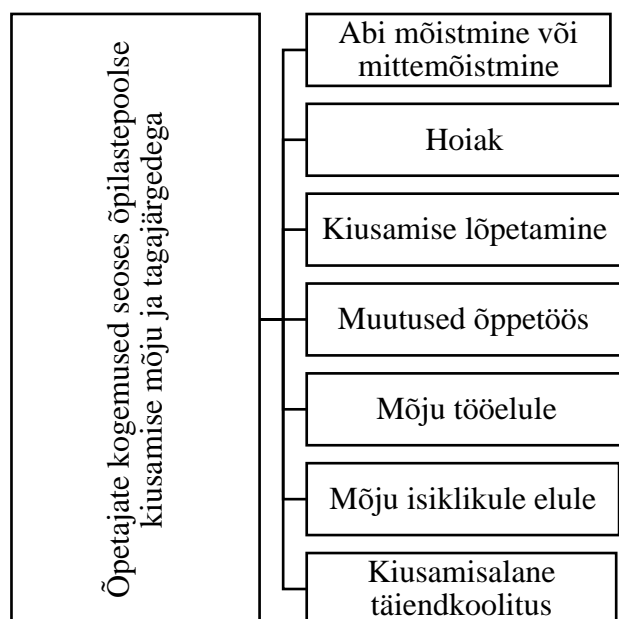 Õpetajate kogemused seoses õpilastepoolse
kiusamise mõju ja tagajärgedega
Abi mõistmine või
mittemõistmine
Hoiak
Kiusamise lõpetamine
Muutused õppetöös
Mõju tööelule
Mõju isiklikule elule
Kiusamisalane
täiendkoolitus